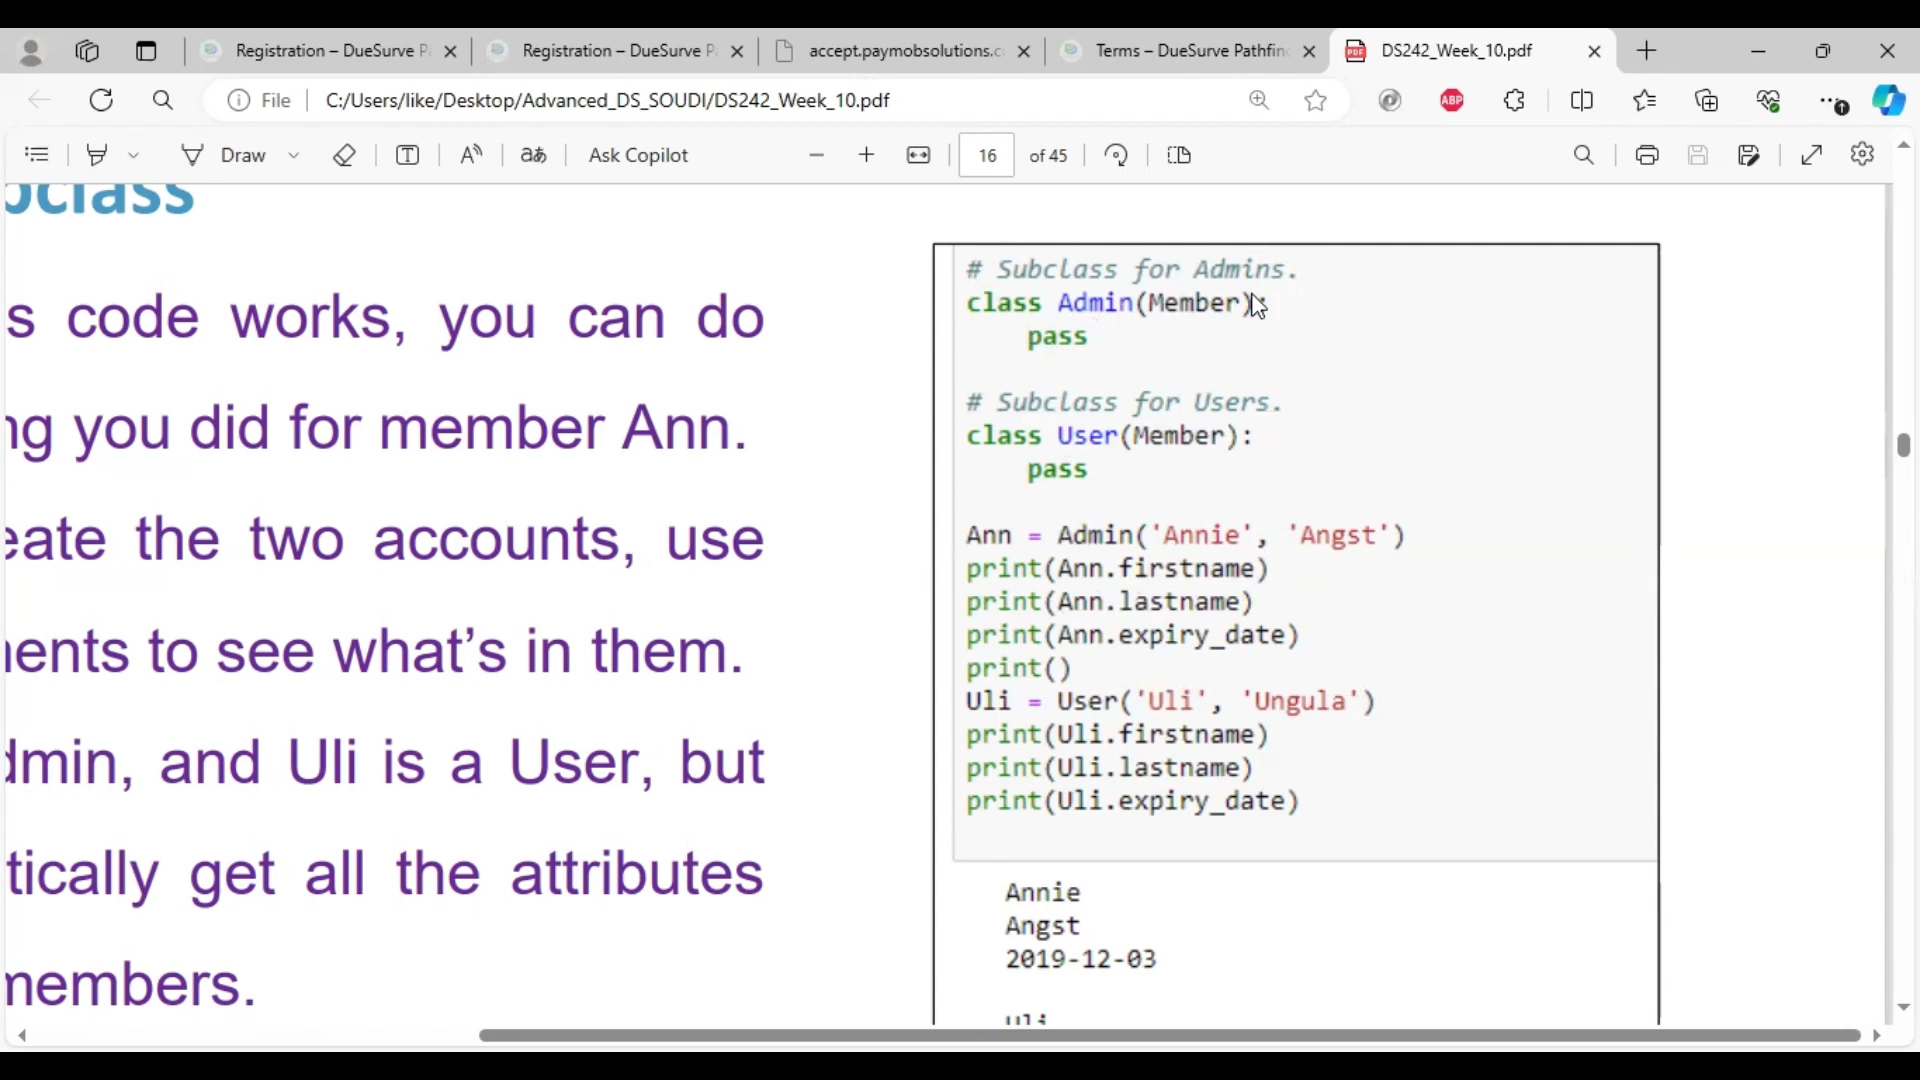 Registration – DueSurve P
Registration – DueSurve P
accept.paymobsolutions.c
Terms – DueSurve Pathfin
DS242_Week_10.pdf
File
C:/Users/like/Desktop/Advanced_DS_SOUDI/DS242_Week_10.pdf
ABP
Draw
Ask Copilot
16
of 45
bclass
s code works, you can do
ng you did for member Ann.
eate the two accounts, use
ents to see what’s in them.
dmin, and Uli is a User, but
tically get all the attributes
members.
# Subclass for Admins.
class Admin(Member):
pass
# Subclass for Users.
class User(Member):
pass
Ann = Admin('Annie', 'Angst')
print(Ann.firstname)
print(Ann.lastname)
print(Ann.expiry_date)
print()
Uli = User('Uli', 'Ungula')
print(Uli.firstname)
print(Uli.lastname)
print(Uli.expiry_date)
Annie
Angst
2019-12-03
Uli